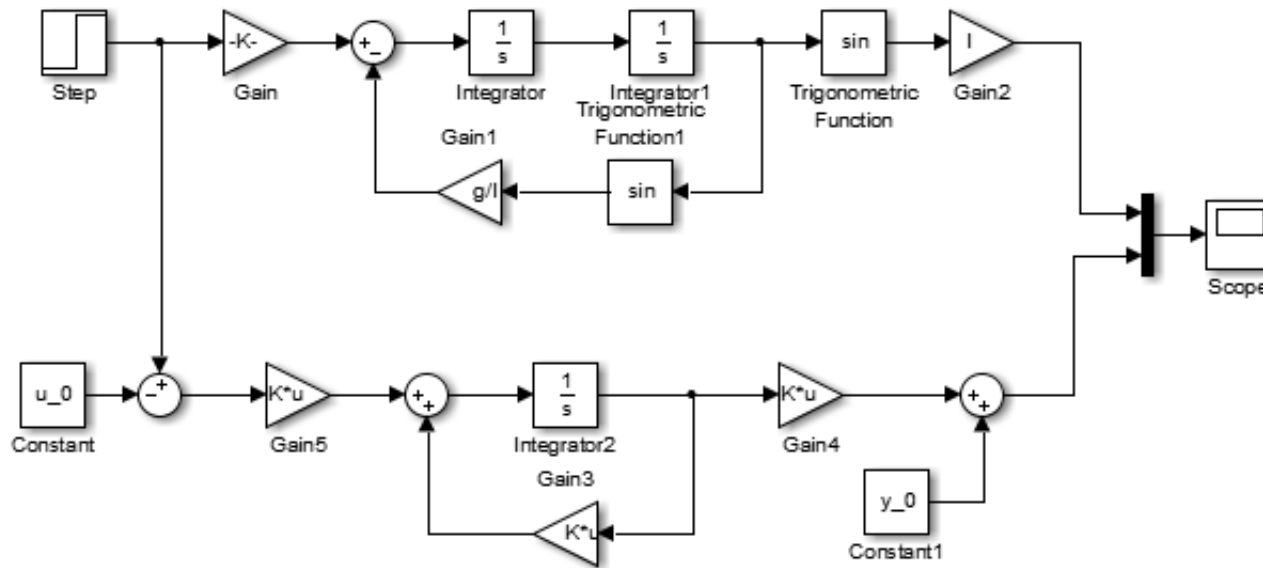 -K-
+
−
1
s
1
s
sin
l
Step
Gain
Integrator
Integrator1
Trigonometric
Function
Gain2
Trigonometric
Function1
Gain1
g/l
sin
Scope
u_0
−
+
K*u
+
+
1
s
K*u
+
+
Constant
Gain5
Integrator2
Gain4
Gain3
K*u
y_0
Constant1